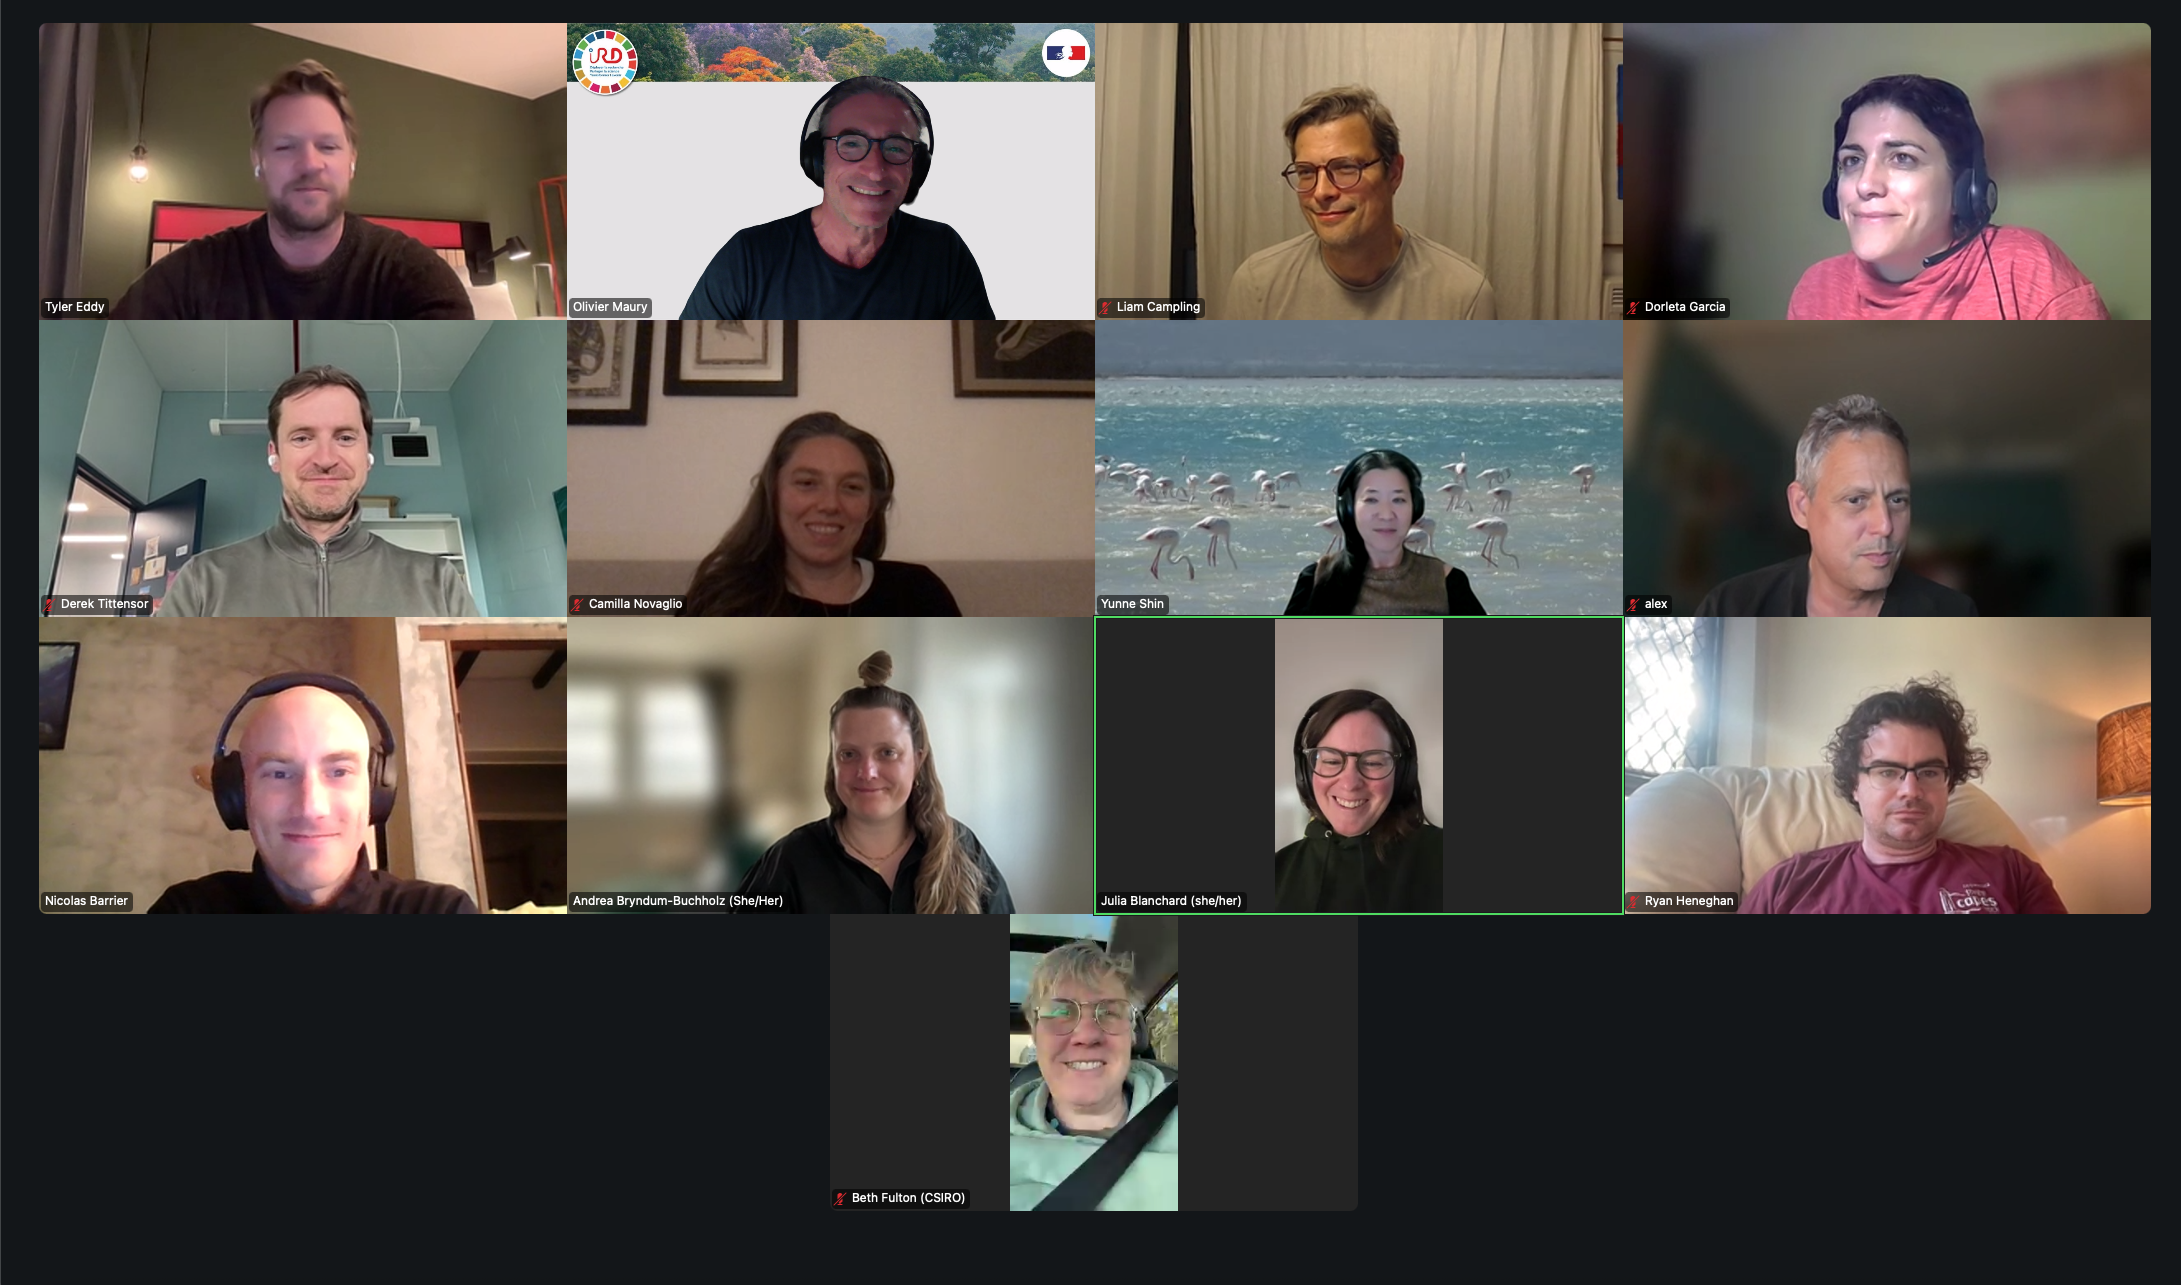 iRD
Tyler Eddy
Olivier Maury
Liam Campling
Dorleta Garcia
Derek Tittensor
Camilla Novaglio
Yunne Shin
alex
Nicolas Barrier
Andrea Bryndum-Buchholz (She/Her)
Julia Blanchard (she/her)
Ryan Heneghan
Beth Fulton (CSIRO)